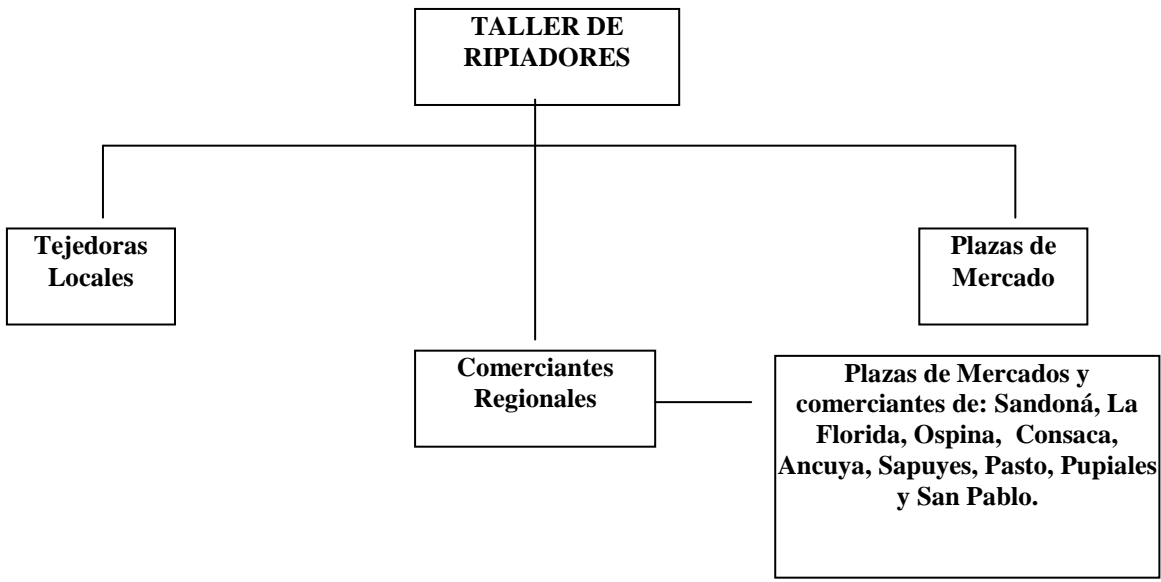 TALLER DE
RIPIADORES
Tejedoras
Locales
Plazas de
Mercado
Comerciantes
Regionales
Plazas de Mercados y
comerciantes de: Sandoná, La
Florida, Ospina, Consaca,
Ancuya, Sapuyes, Pasto, Pupiales
y San Pablo.